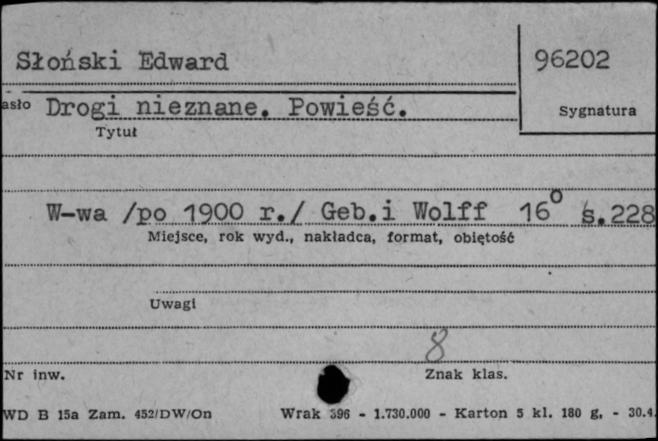 Słoński Edward
96202
asło Drogi nieznane. Powieść.
Sygnatura
Tytuł
W-wa /po 1900 r./ Geb.i Wolff 16° s.228
Miejsce, rok wyd., nakładca, format, obiętość
Uwagi
8
Nr inw.
Znak klas.
WD B 15a Zam. 452/DW/On Wrak 396 - 1.730.000 - Karton 5 kl. 180 g. - 30.4.